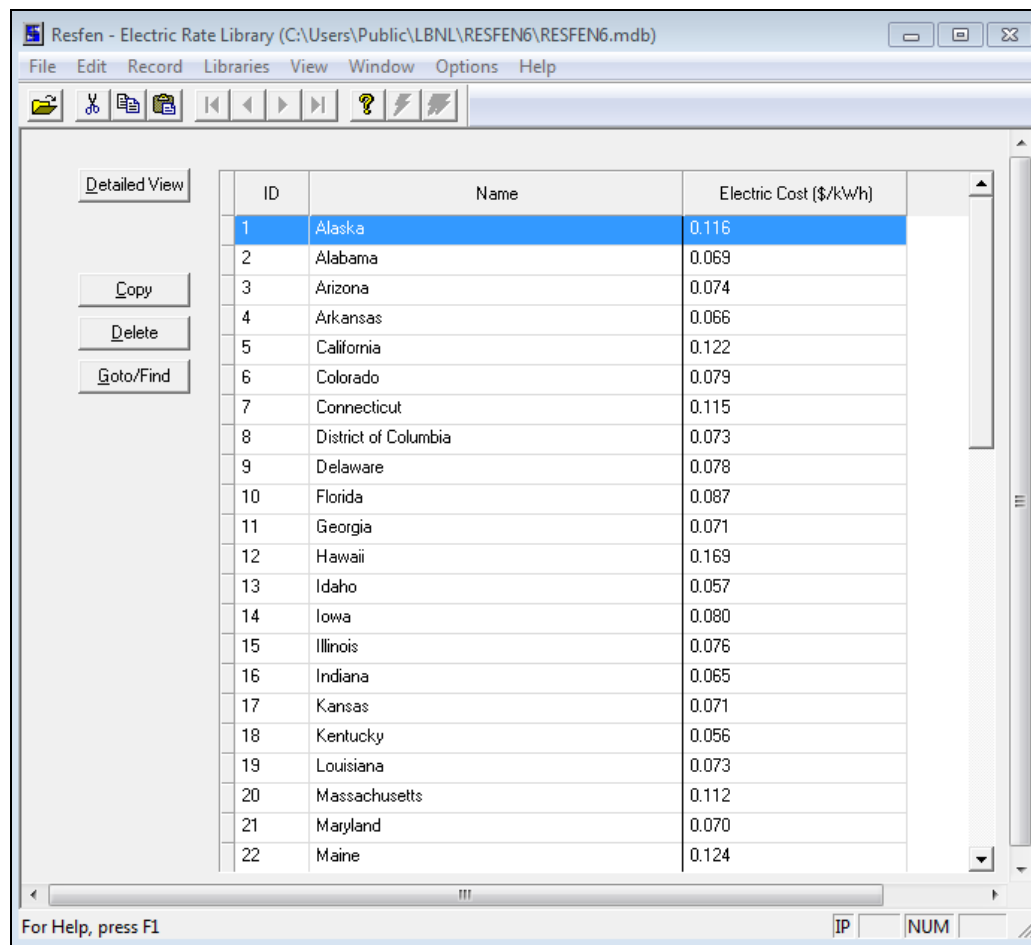 Resfen - Electric Rate Library (C:\Users\Public\LBNL\RESFEN6\RESFEN6.mdb)
File Edit Record Libraries View Window Options Help
Detailed View
Copy
Delete
Goto/Find
ID Name Electric Cost ($/kWh)
1 Alaska 0.116
2 Alabama 0.069
3 Arizona 0.074
4 Arkansas 0.066
5 California 0.122
6 Colorado 0.079
7 Connecticut 0.115
8 District of Columbia 0.073
9 Delaware 0.078
10 Florida 0.087
11 Georgia 0.071
12 Hawaii 0.169
13 Idaho 0.057
14 Iowa 0.080
15 Illinois 0.076
16 Indiana 0.065
17 Kansas 0.071
18 Kentucky 0.056
19 Louisiana 0.073
20 Massachusetts 0.112
21 Maryland 0.070
22 Maine 0.124
For Help, press F1 IP NUM